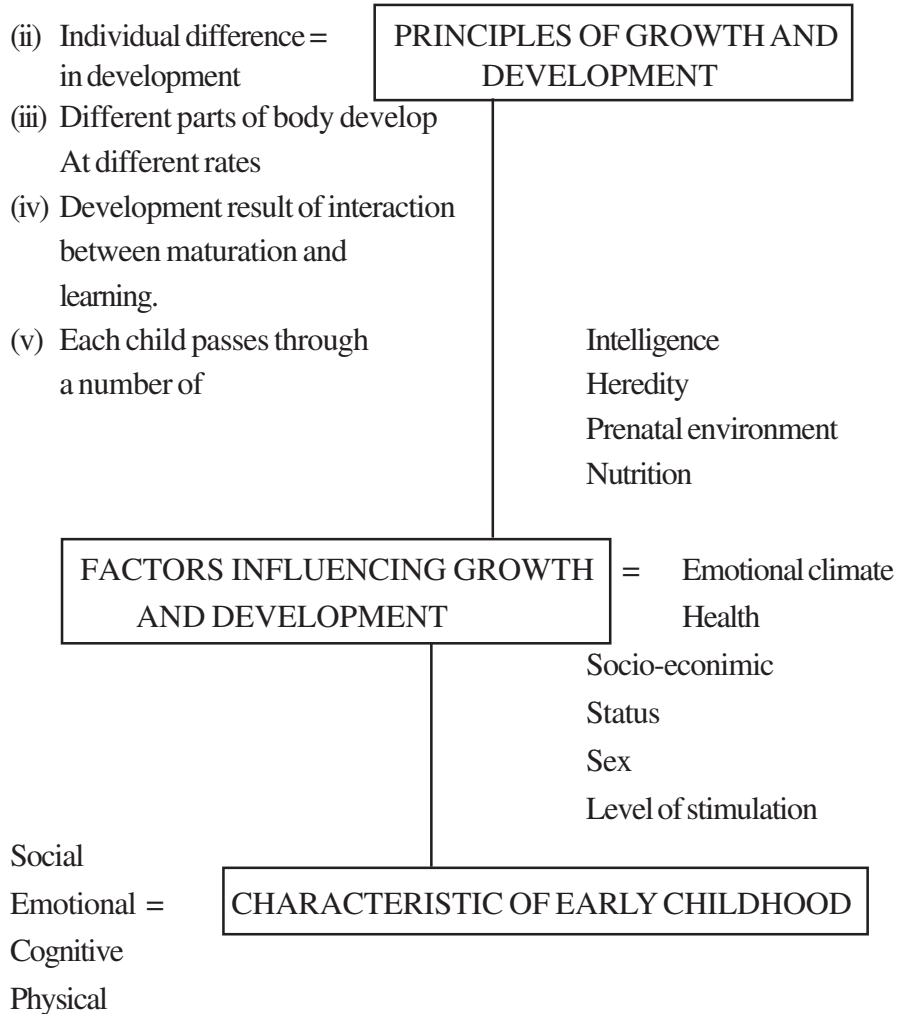 (ii) Individual difference =
in development
PRINCIPLES OF GROWTH AND
DEVELOPMENT
(iii) Different parts of body develop
At different rates
(iv) Development result of interaction
between maturation and
learning.
(v) Each child passes through
a number of
Intelligence
Heredity
Prenatal environment
Nutrition
FACTORS INFLUENCING GROWTH
AND DEVELOPMENT
= Emotional climate
Health
Socio-econimic
Status
Sex
Level of stimulation
Social
Emotional =
Cognitive
Physical
CHARACTERISTIC OF EARLY CHILDHOOD